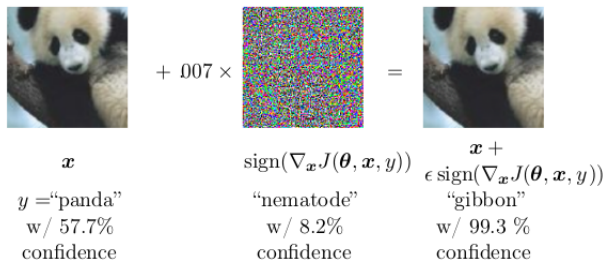 + .007 ×
=
x
y =“panda”
w/ 57.7%
confidence
sign(∇ₓJ(θ, x, y))
“nematode”
w/ 8.2%
confidence
x +
ϵ sign(∇ₓJ(θ, x, y))
“gibbon”
w/ 99.3 %
confidence